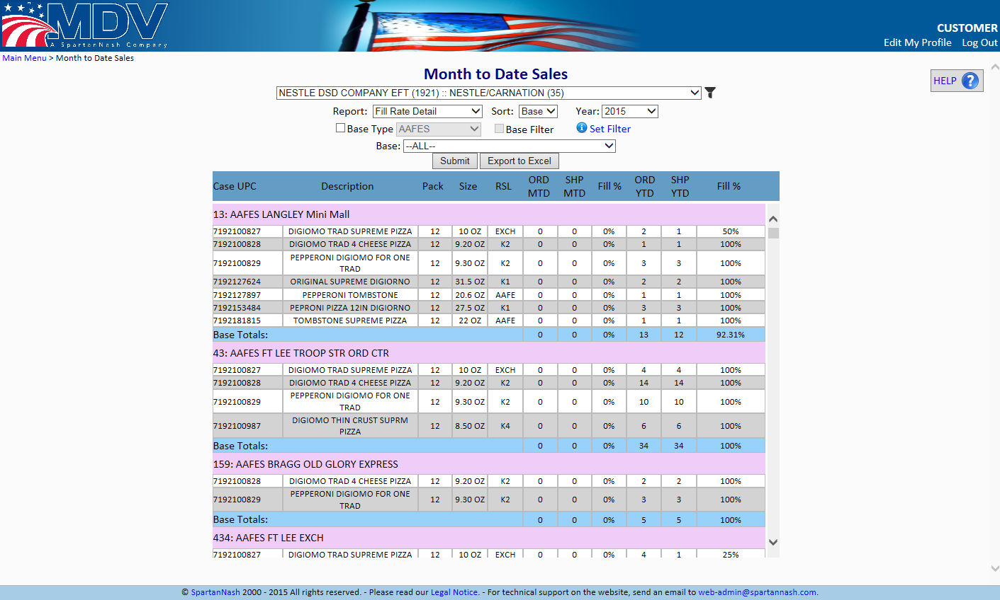 MDV
A SpartanNash Company
CUSTOMER
Edit My Profile Log Out
Main Menu > Month to Date Sales
Month to Date Sales
HELP ?
NESTLE DSD COMPANY EFT (1921) :: NESTLE/CARNATION (35)
Report: Fill Rate Detail Sort: Base Year: 2015
Base Type AAFES Base Filter Set Filter
Base: --ALL--
Submit Export to Excel
Case UPC Description Pack Size RSL ORD MTD SHP MTD Fill % ORD YTD SHP YTD Fill %
13: AAFES LANGLEY Mini Mall
7192100827 DIGIOMO TRAD SUPREME PIZZA 12 10 OZ EXCH 0 0 0% 2 1 50%
7192100828 DIGIOMO TRAD 4 CHEESE PIZZA 12 9.20 OZ K2 0 0 0% 1 1 100%
7192100829 PEPPERONI DIGIOMO FOR ONE TRAD 12 9.30 OZ K2 0 0 0% 3 3 100%
7192127624 ORIGINAL SUPREME DIGIORNO 12 31.5 OZ K1 0 0 0% 2 2 100%
7192127897 PEPPERONI TOMBSTONE 12 20.6 OZ AAFE 0 0 0% 1 1 100%
7192153484 PEPRONI PIZZA 12IN DIGIORNO 12 27.5 OZ K1 0 0 0% 3 3 100%
7192181815 TOMBSTONE SUPREME PIZZA 12 22 OZ AAFE 0 0 0% 1 1 100%
Base Totals: 0 0 0% 13 12 92.31%
43: AAFES FT LEE TROOP STR ORD CTR
7192100827 DIGIOMO TRAD SUPREME PIZZA 12 10 OZ EXCH 0 0 0% 4 4 100%
7192100828 DIGIOMO TRAD 4 CHEESE PIZZA 12 9.20 OZ K2 0 0 0% 14 14 100%
7192100829 PEPPERONI DIGIOMO FOR ONE TRAD 12 9.30 OZ K2 0 0 0% 10 10 100%
7192100987 DIGIOMO THIN CRUST SUPRM PIZZA 12 8.50 OZ K4 0 0 0% 6 6 100%
Base Totals: 0 0 0% 34 34 100%
159: AAFES BRAGG OLD GLORY EXPRESS
7192100828 DIGIOMO TRAD 4 CHEESE PIZZA 12 9.20 OZ K2 0 0 0% 2 2 100%
7192100829 PEPPERONI DIGIOMO FOR ONE TRAD 12 9.30 OZ K2 0 0 0% 3 3 100%
Base Totals: 0 0 0% 5 5 100%
434: AAFES FT LEE EXCH
7192100827 DIGIOMO TRAD SUPREME PIZZA 12 10 OZ EXCH 0 0 0% 4 1 25%
© SpartanNash 2000 - 2015 All rights reserved. - Please read our Legal Notice. - For technical support on the website, send an email to web-admin@spartannash.com.